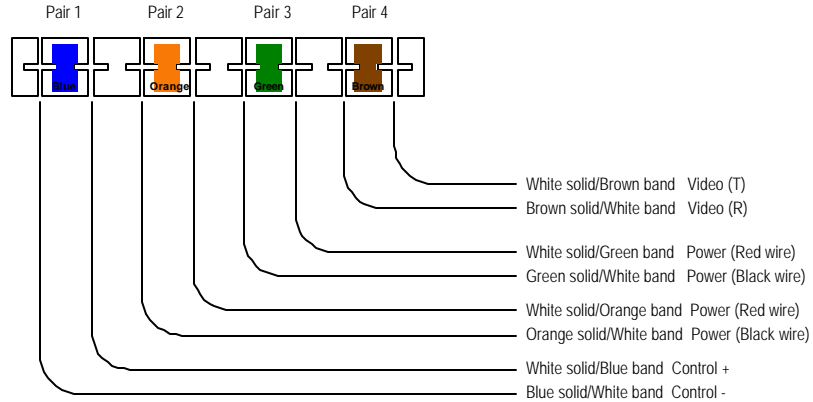 Pair 1 Pair 2 Pair 3 Pair 4
Blue Orange Green Brown
White solid/Brown band Video (T)
Brown solid/White band Video (R)
White solid/Green band Power (Red wire)
Green solid/White band Power (Black wire)
White solid/Orange band Power (Red wire)
Orange solid/White band Power (Black wire)
White solid/Blue band Control +
Blue solid/White band Control -